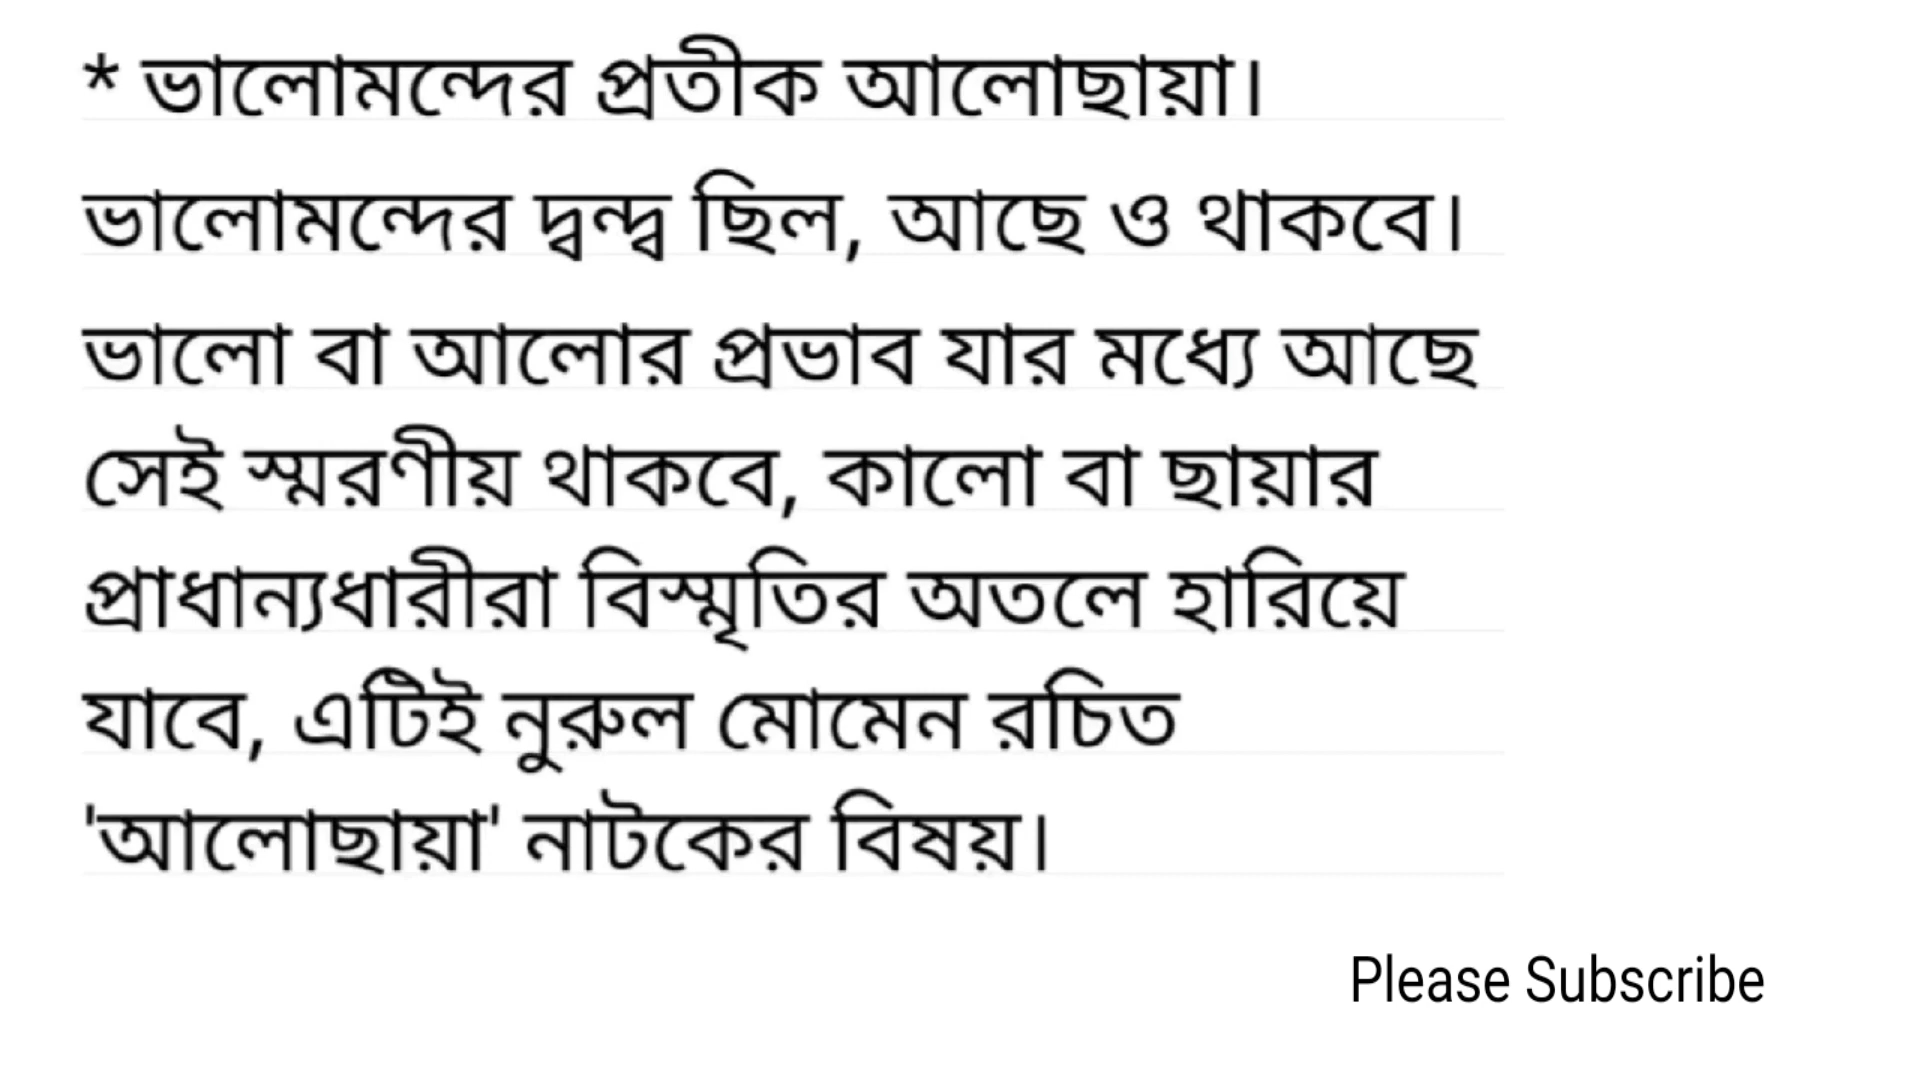 * ভালোমন্দের প্রতীক আলোছায়া।
ভালোমন্দের দ্বন্দ্ব ছিল, আছে ও থাকবে।
ভালো বা আলোর প্রভাব যার মধ্যে আছে
সেই স্মরণীয় থাকবে, কালো বা ছায়ার
প্রাধান্যধারীরা বিস্মৃতির অতলে হারিয়ে
যাবে, এটিই নুরুল মোমেন রচিত
'আলোছায়া' নাটকের বিষয়।
Please Subscribe